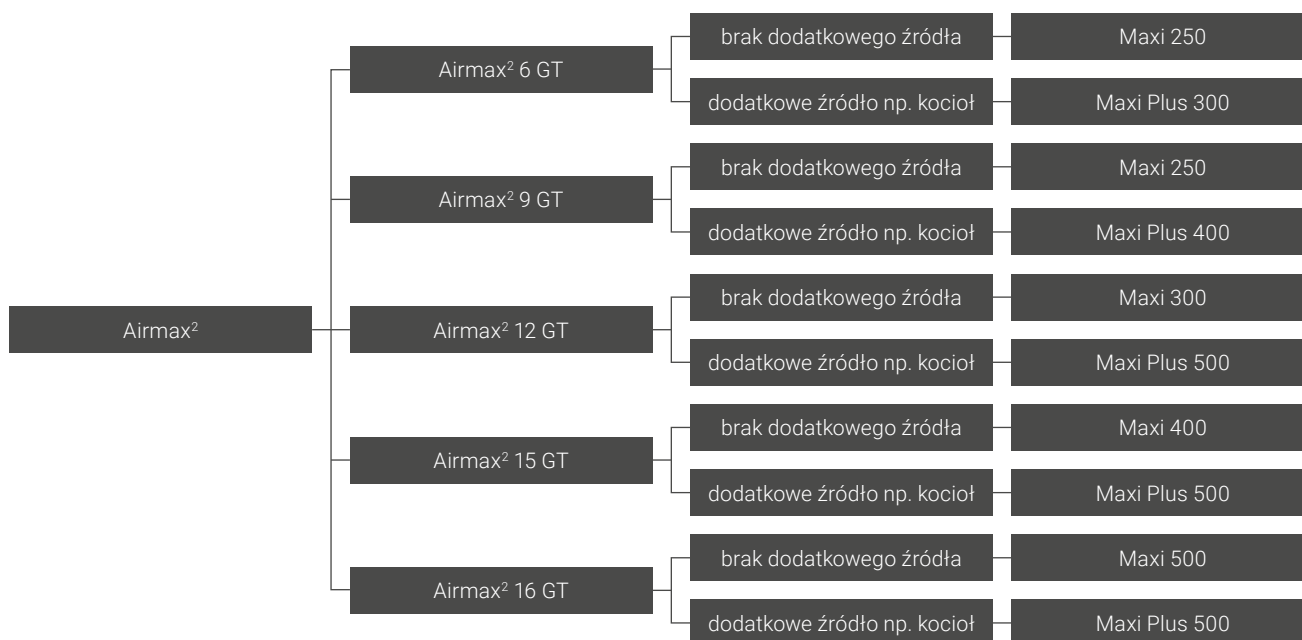 Airmax²
Airmax² 6 GT
brak dodatkowego źródła
Maxi 250
dodatkowe źródło np. kocioł
Maxi Plus 300
Airmax² 9 GT
brak dodatkowego źródła
Maxi 250
dodatkowe źródło np. kocioł
Maxi Plus 400
Airmax² 12 GT
brak dodatkowego źródła
Maxi 300
dodatkowe źródło np. kocioł
Maxi Plus 500
Airmax² 15 GT
brak dodatkowego źródła
Maxi 400
dodatkowe źródło np. kocioł
Maxi Plus 500
Airmax² 16 GT
brak dodatkowego źródła
Maxi 500
dodatkowe źródło np. kocioł
Maxi Plus 500